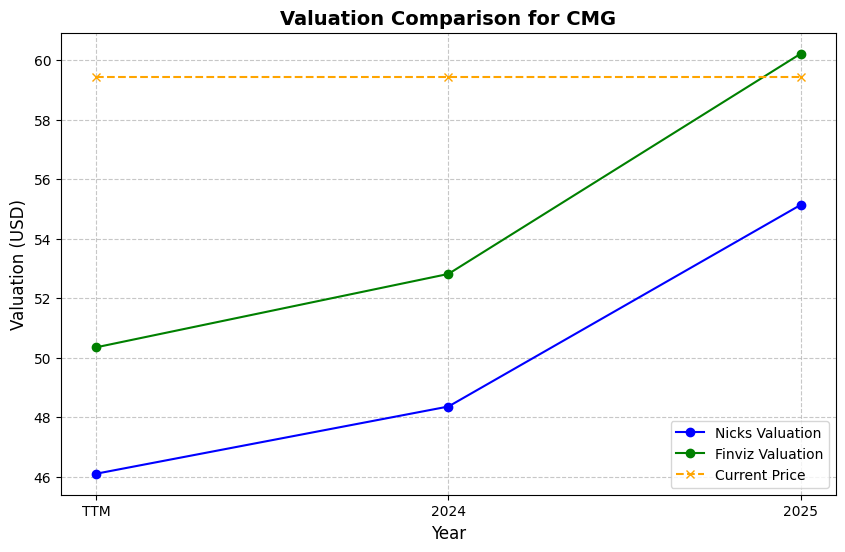 Valuation Comparison for CMG
Valuation (USD)
60
58
56
54
52
50
48
46
TTM
2024
2025
Year
Nicks Valuation
Finviz Valuation
Current Price